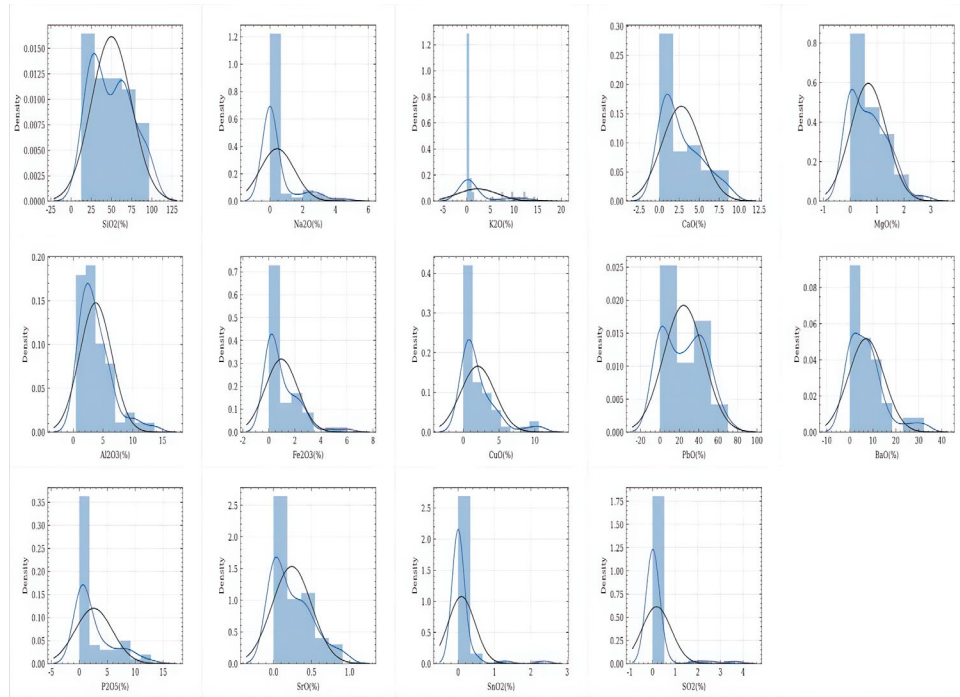 Density
0.0150
0.0125
0.0100
0.0075
0.0050
0.0025
0.0000
-25 0 25 50 75 100 125
SiO2(%)
Density
1.2
1.0
0.8
0.6
0.4
0.2
0.0
0 2 4 6
Na2O(%)
Density
1.2
1.0
0.8
0.6
0.4
0.2
0.0
-5 0 5 10 15 20
K2O(%)
Density
0.30
0.25
0.20
0.15
0.10
0.05
0.00
0.0 2.5 5.0 7.5 10.0 12.5
CaO(%)
Density
0.8
0.6
0.4
0.2
0.0
-1 0 1 2 3
MgO(%)
Density
0.20
0.15
0.10
0.05
0.00
0 5 10 15
Al2O3(%)
Density
0.7
0.6
0.5
0.4
0.3
0.2
0.1
0.0
-2 0 2 4 6 8
Fe2O3(%)
Density
0.4
0.3
0.2
0.1
0.0
0 5 10
CuO(%)
Density
0.025
0.020
0.015
0.010
0.005
0.000
-20 0 20 40 60 80 100
PbO(%)
Density
0.08
0.06
0.04
0.02
0.00
-10 0 10 20 30 40
BaO(%)
Density
0.35
0.30
0.25
0.20
0.15
0.10
0.05
0.00
-5 0 5 10 15
P2O5(%)
Density
2.5
2.0
1.5
1.0
0.5
0.0
0.0 0.5 1.0
SrO(%)
Density
2.5
2.0
1.5
1.0
0.5
0.0
0 1 2 3
SnO2(%)
Density
1.75
1.50
1.25
1.00
0.75
0.50
0.25
0.00
-1 0 1 2 3 4
SO2(%)